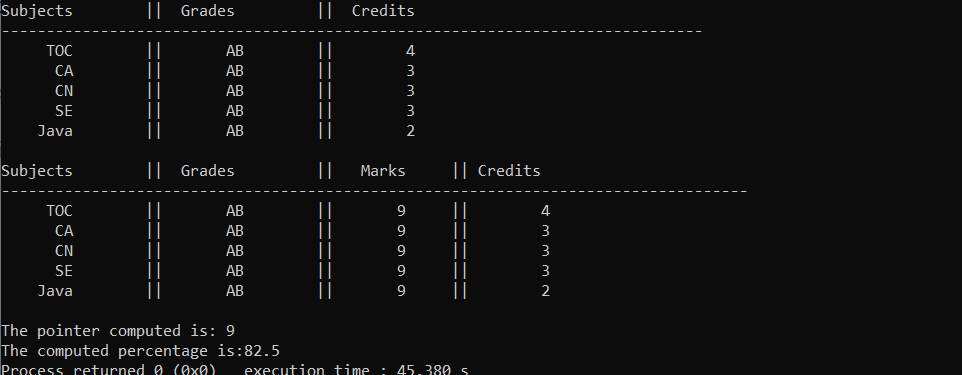 Subjects        ||  Grades         ||  Credits
------------------------------------------------------------------------------
     TOC        ||       AB        ||        4
      CA        ||       AB        ||        3
      CN        ||       AB        ||        3
      SE        ||       AB        ||        3
    Java        ||       AB        ||        2
Subjects        ||  Grades         ||   Marks     || Credits
-----------------------------------------------------------------------------------
     TOC        ||       AB        ||       9     ||        4
      CA        ||       AB        ||       9     ||        3
      CN        ||       AB        ||       9     ||        3
      SE        ||       AB        ||       9     ||        3
    Java        ||       AB        ||       9     ||        2
The pointer computed is: 9
The computed percentage is:82.5
Process returned 0 (0x0)   execution time : 45.380 s